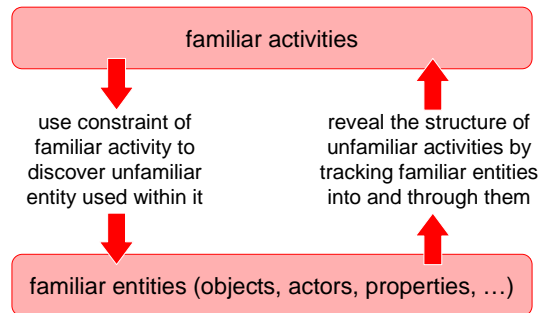 familiar activities
use constraint of
familiar activity to
discover unfamiliar
entity used within it
reveal the structure of
unfamiliar activities by
tracking familiar entities
into and through them
familiar entities (objects, actors, properties, …)